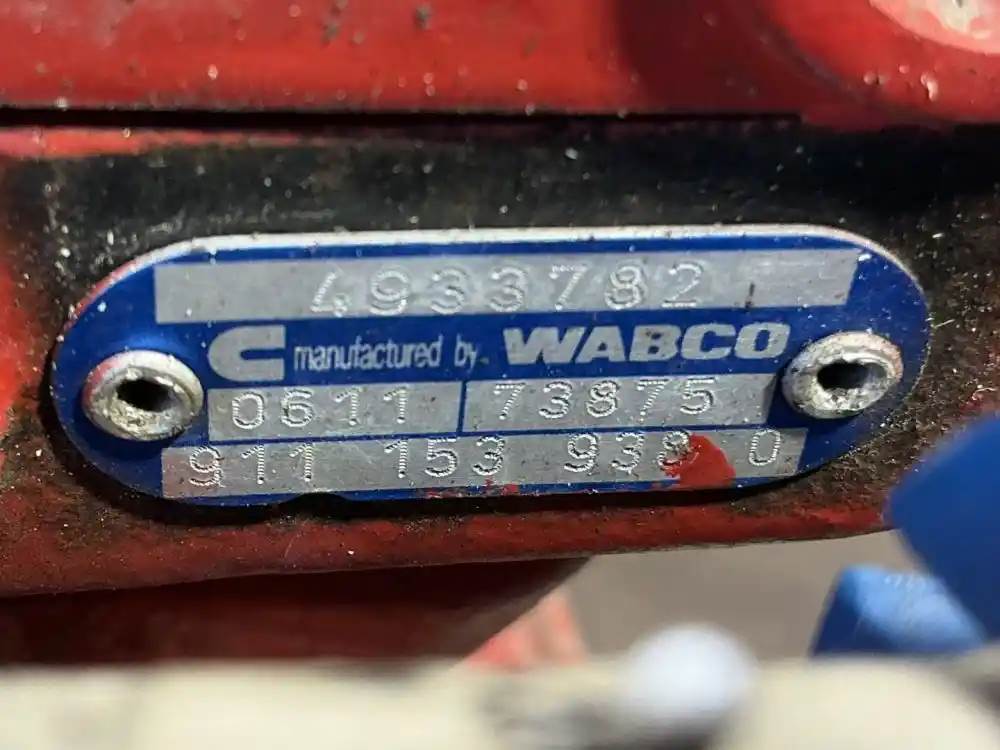 4933782
manufactured by WABCO
0611 73875
911 153 938 0